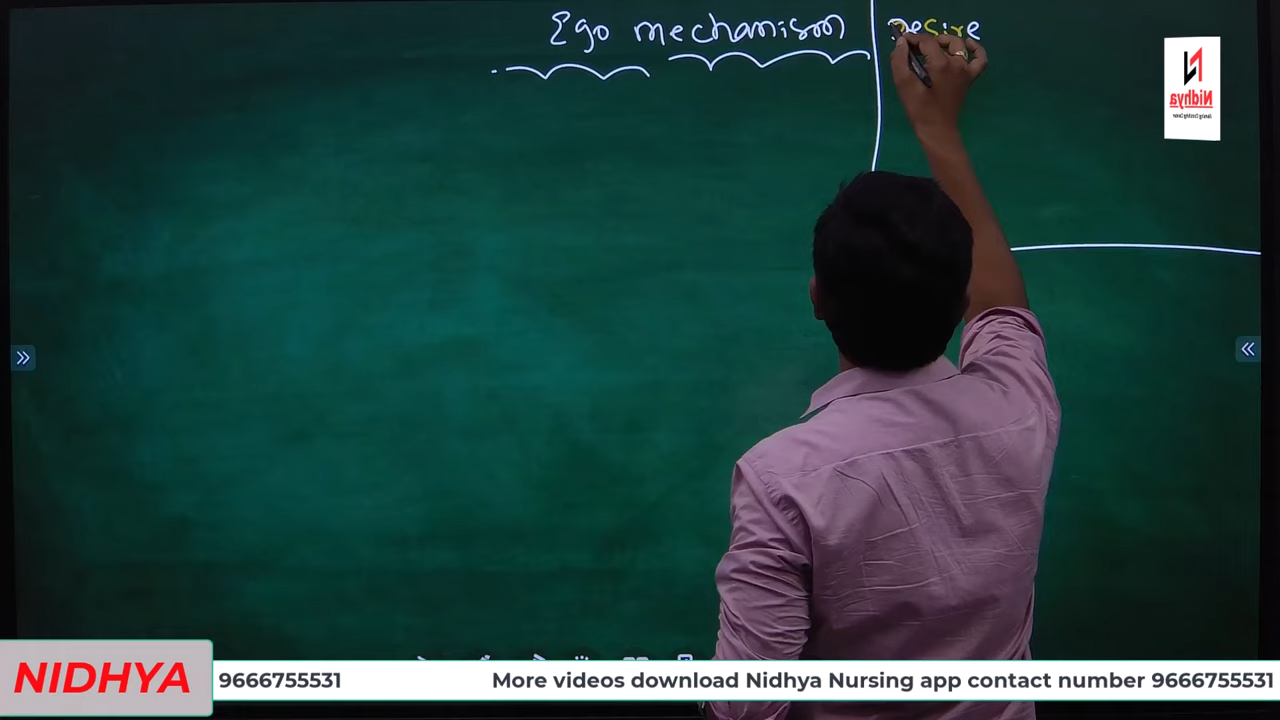 Ego mechanism
Desire
Nidhya
NIDHYA
9666755531
More videos download Nidhya Nursing app contact number 9666755531